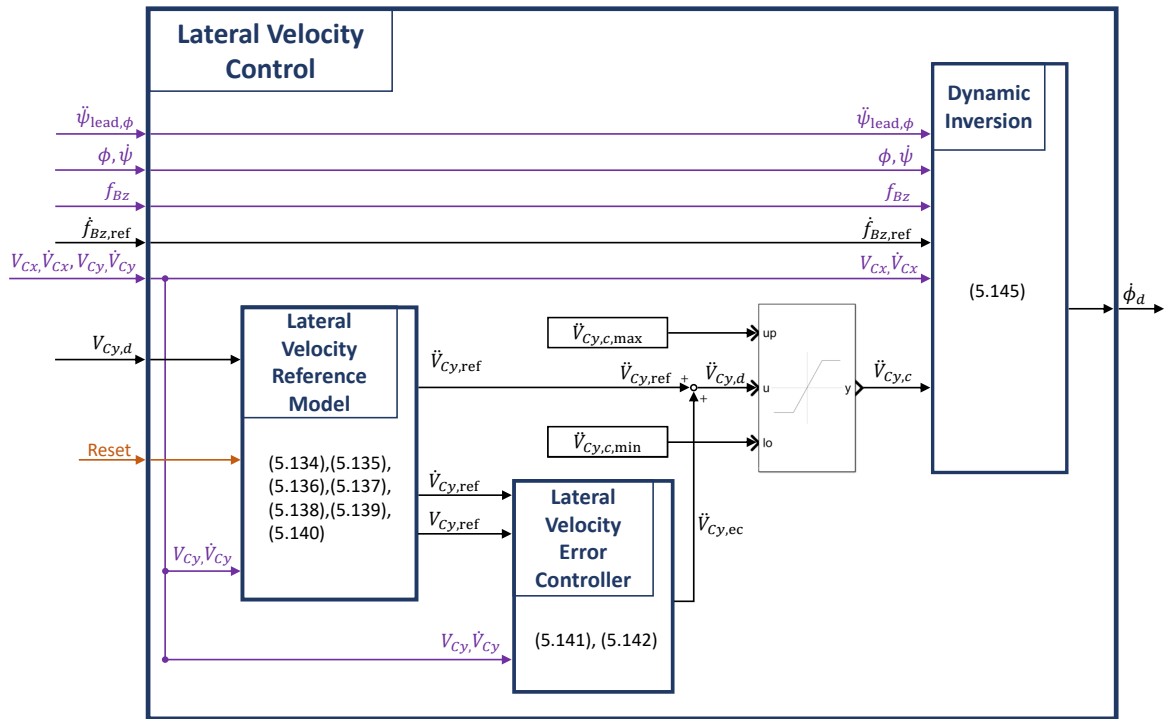 Lateral Velocity
Control
Dynamic
Inversion
ψ̈lead,ϕ
ψ̈lead,ϕ
ϕ, ψ̇
ϕ, ψ̇
fBz
fBz
ḟBz,ref
ḟBz,ref
VCx, V̇Cx, VCy, V̇Cy
VCx, V̇Cx
(5.145)
ϕ̇d
Lateral
Velocity
Reference
Model
V̈Cy,c,max
up
VCy,d
V̈Cy,ref
V̈Cy,ref
+
V̈Cy,d
+
u
y
V̈Cy,c
V̈Cy,c,min
lo
Reset
(5.134),(5.135),
(5.136),(5.137),
(5.138),(5.139),
(5.140)
V̇Cy,ref
VCy,ref
Lateral
Velocity
Error
Controller
V̈Cy,ec
VCy, V̇Cy
VCy, V̇Cy
(5.141), (5.142)